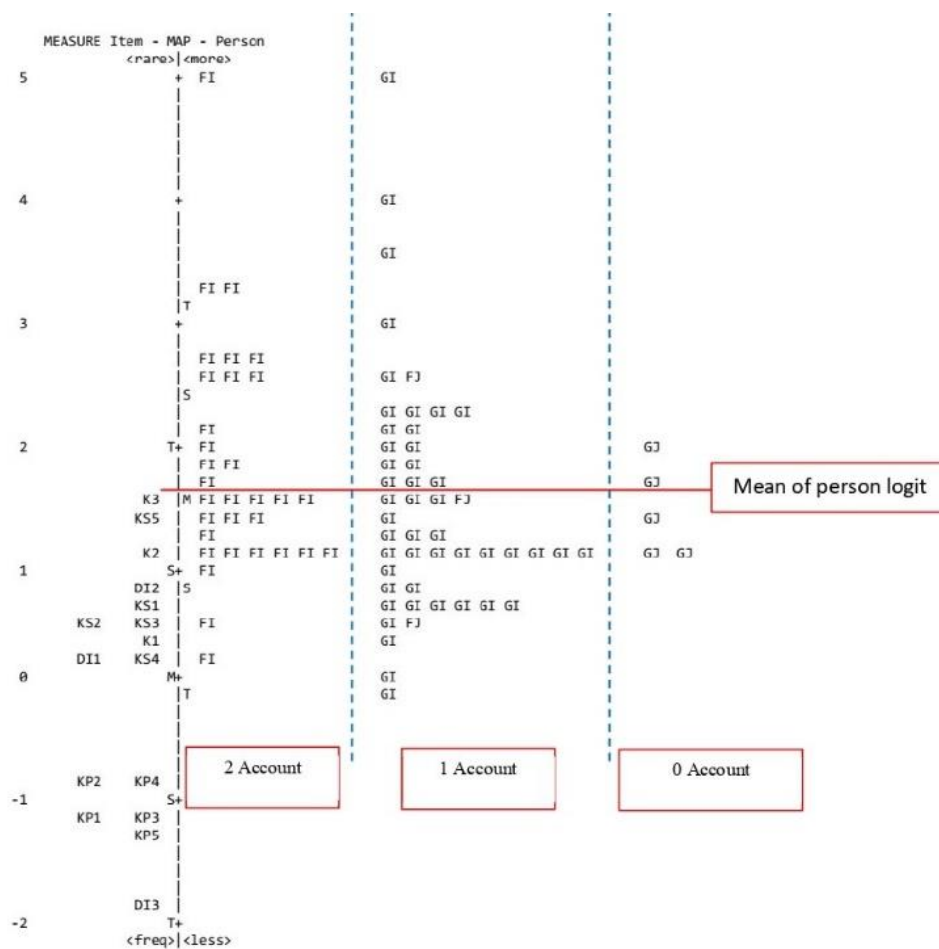 MEASURE Item - MAP - Person
<rare>|<more>
5 + FI GI
|
|
|
|
|
|
4 + GI
|
|
| GI
|
| FI FI
|T
3 + GI
|
| FI FI FI
| FI FI FI GI FJ
|S
| GI GI GI GI
| FI GI GI
2 T+ FI GI GI GJ
| FI FI GI GI
| FI GI GI GI GJ
Mean of person logit
K3 |M FI FI FI FI FI GI GI GI FJ
KS5 | FI FI FI GI GJ
| FI GI GI GI
K2 | FI FI FI FI FI FI GI GI GI GI GI GI GI GI GI GJ GJ
1 S+ FI GI
DI2 |S GI GI
KS1 | GI GI GI GI GI GI
KS2 KS3 | FI GI FJ
K1 | GI
DI1 KS4 | FI
0 M+ GI
|T GI
|
|
|
|
2 Account 1 Account 0 Account
KP2 KP4 |
-1 S+
KP1 KP3 |
KP5 |
|
|
|
DI3 |
-2 T+
<freq>|<less>